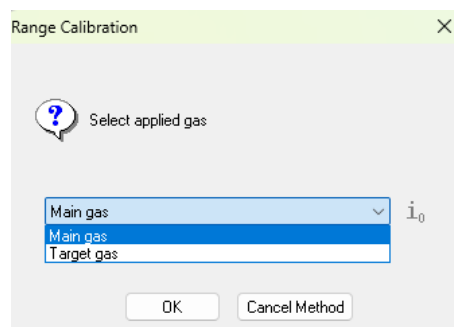 Range Calibration
?
Select applied gas
Main gas
i₀
Main gas
Target gas
OK
Cancel Method